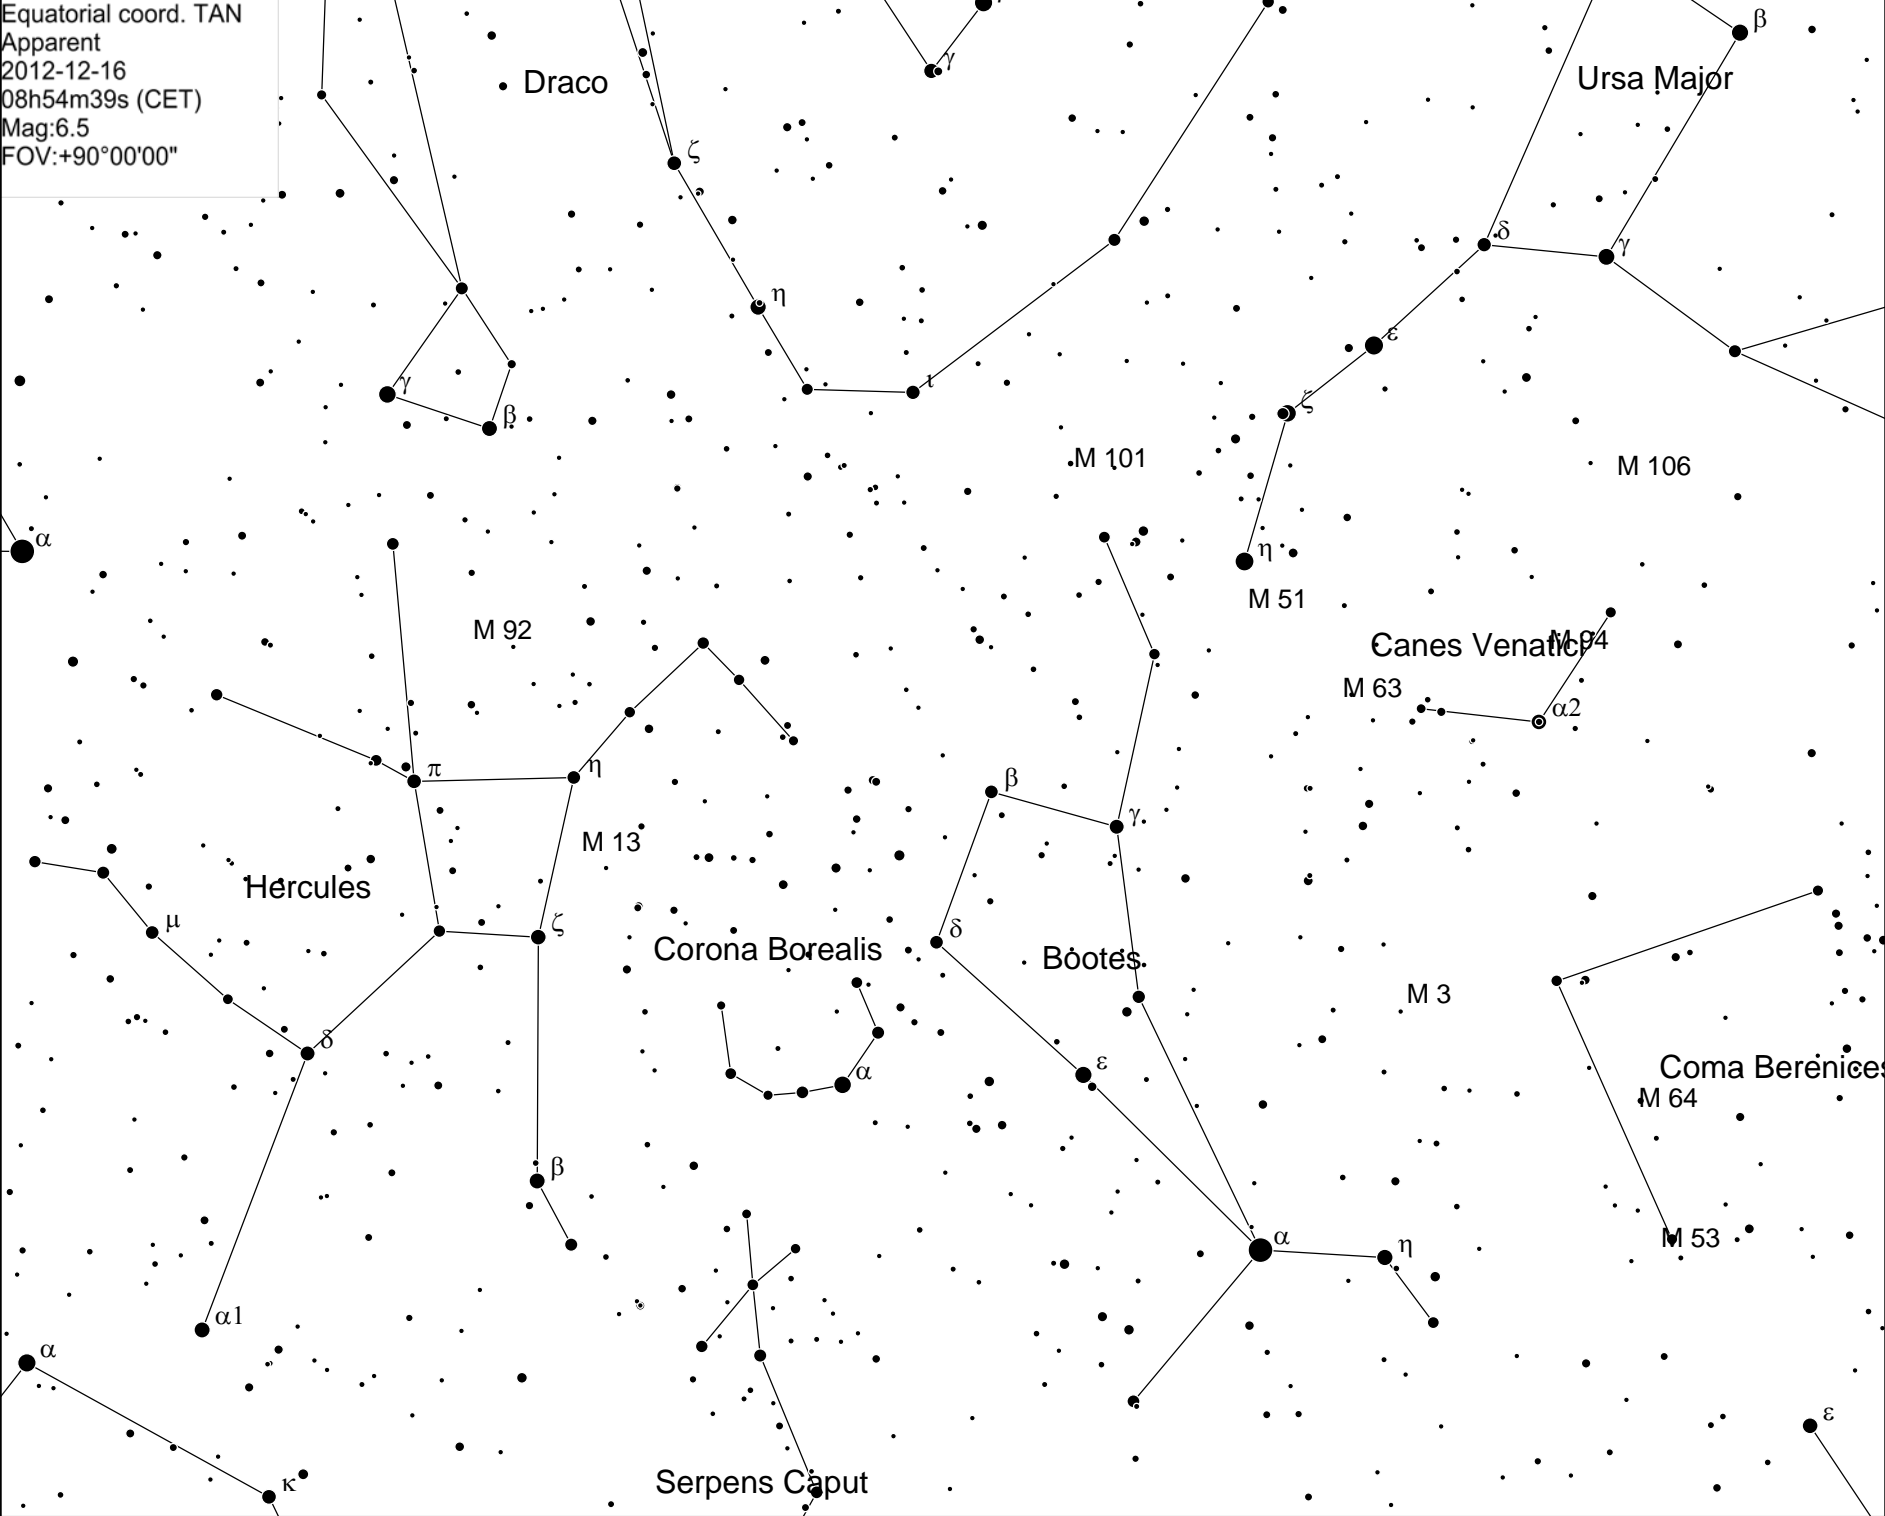 Equatorial coord. TAN
Apparent
2012-12-16
08h54m39s (CET)
Mag:6.5
FOV:+90°00'00"
β
γ
Draco
Ursa Major
ζ
δ
γ
η
ε
γ
ι
β
ζ
M 101
M 106
α
η
M 51
M 92
Canes Venatici
M 94
M 63
α2
π
η
β
γ
M 13
Hercules
μ
ζ
δ
Corona Borealis
Bootes
M 3
δ
ε
α
Coma Berenices
M 64
β
α
η
M 53
α1
α
ε
κ
Serpens Caput